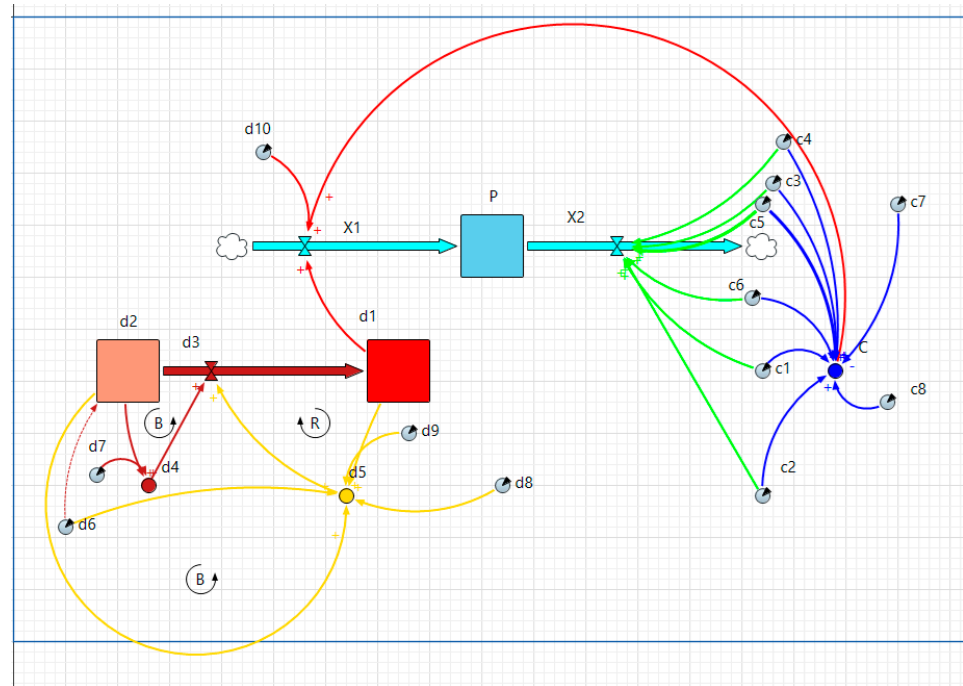 d10
c4
c3
c5
c7
P
X1
X2
+
+
+
c6
d1
d2
d3
C
+
-
c1
c8
+
+
+
B
R
d9
d7
d4
d5
c2
d8
d6
+
B